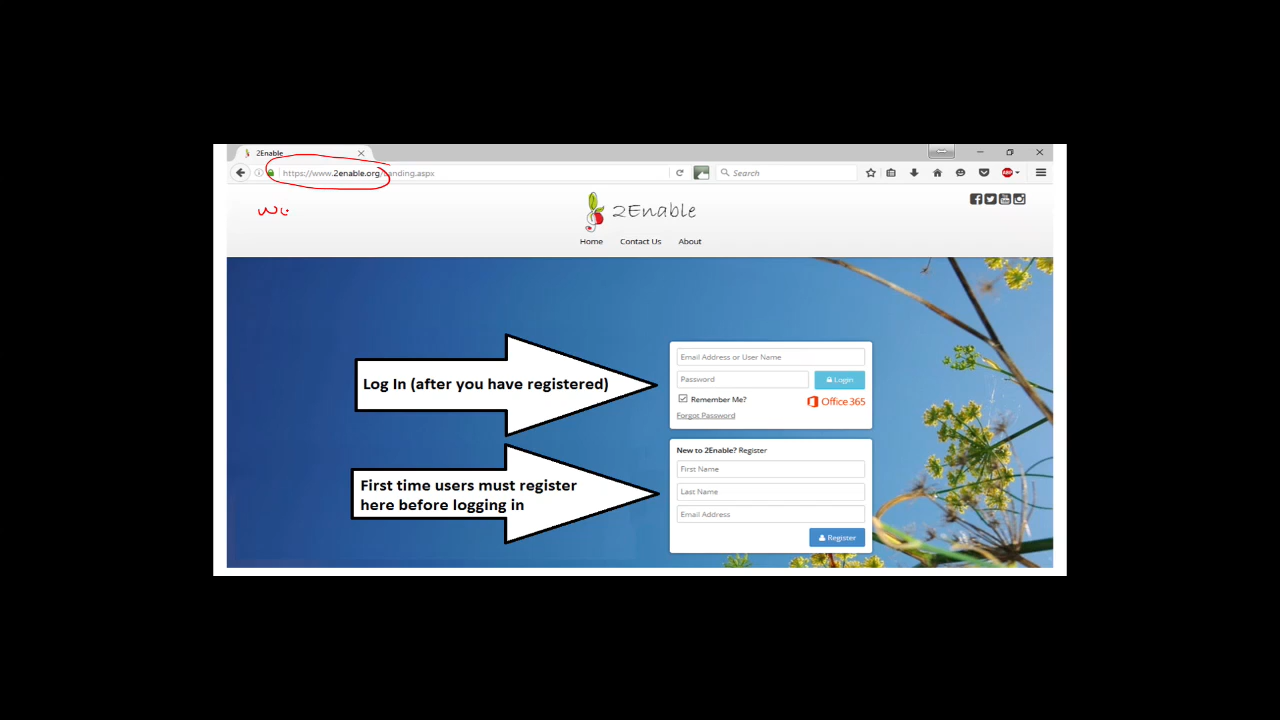 2Enable
https://www.2enable.org/landing.aspx
Search
2Enable
Home Contact Us About
Log In (after you have registered)
Email Address or User Name
Password
Login
Remember Me?
Office 365
Forgot Password
First time users must register
here before logging in
New to 2Enable? Register
First Name
Last Name
Email Address
Register